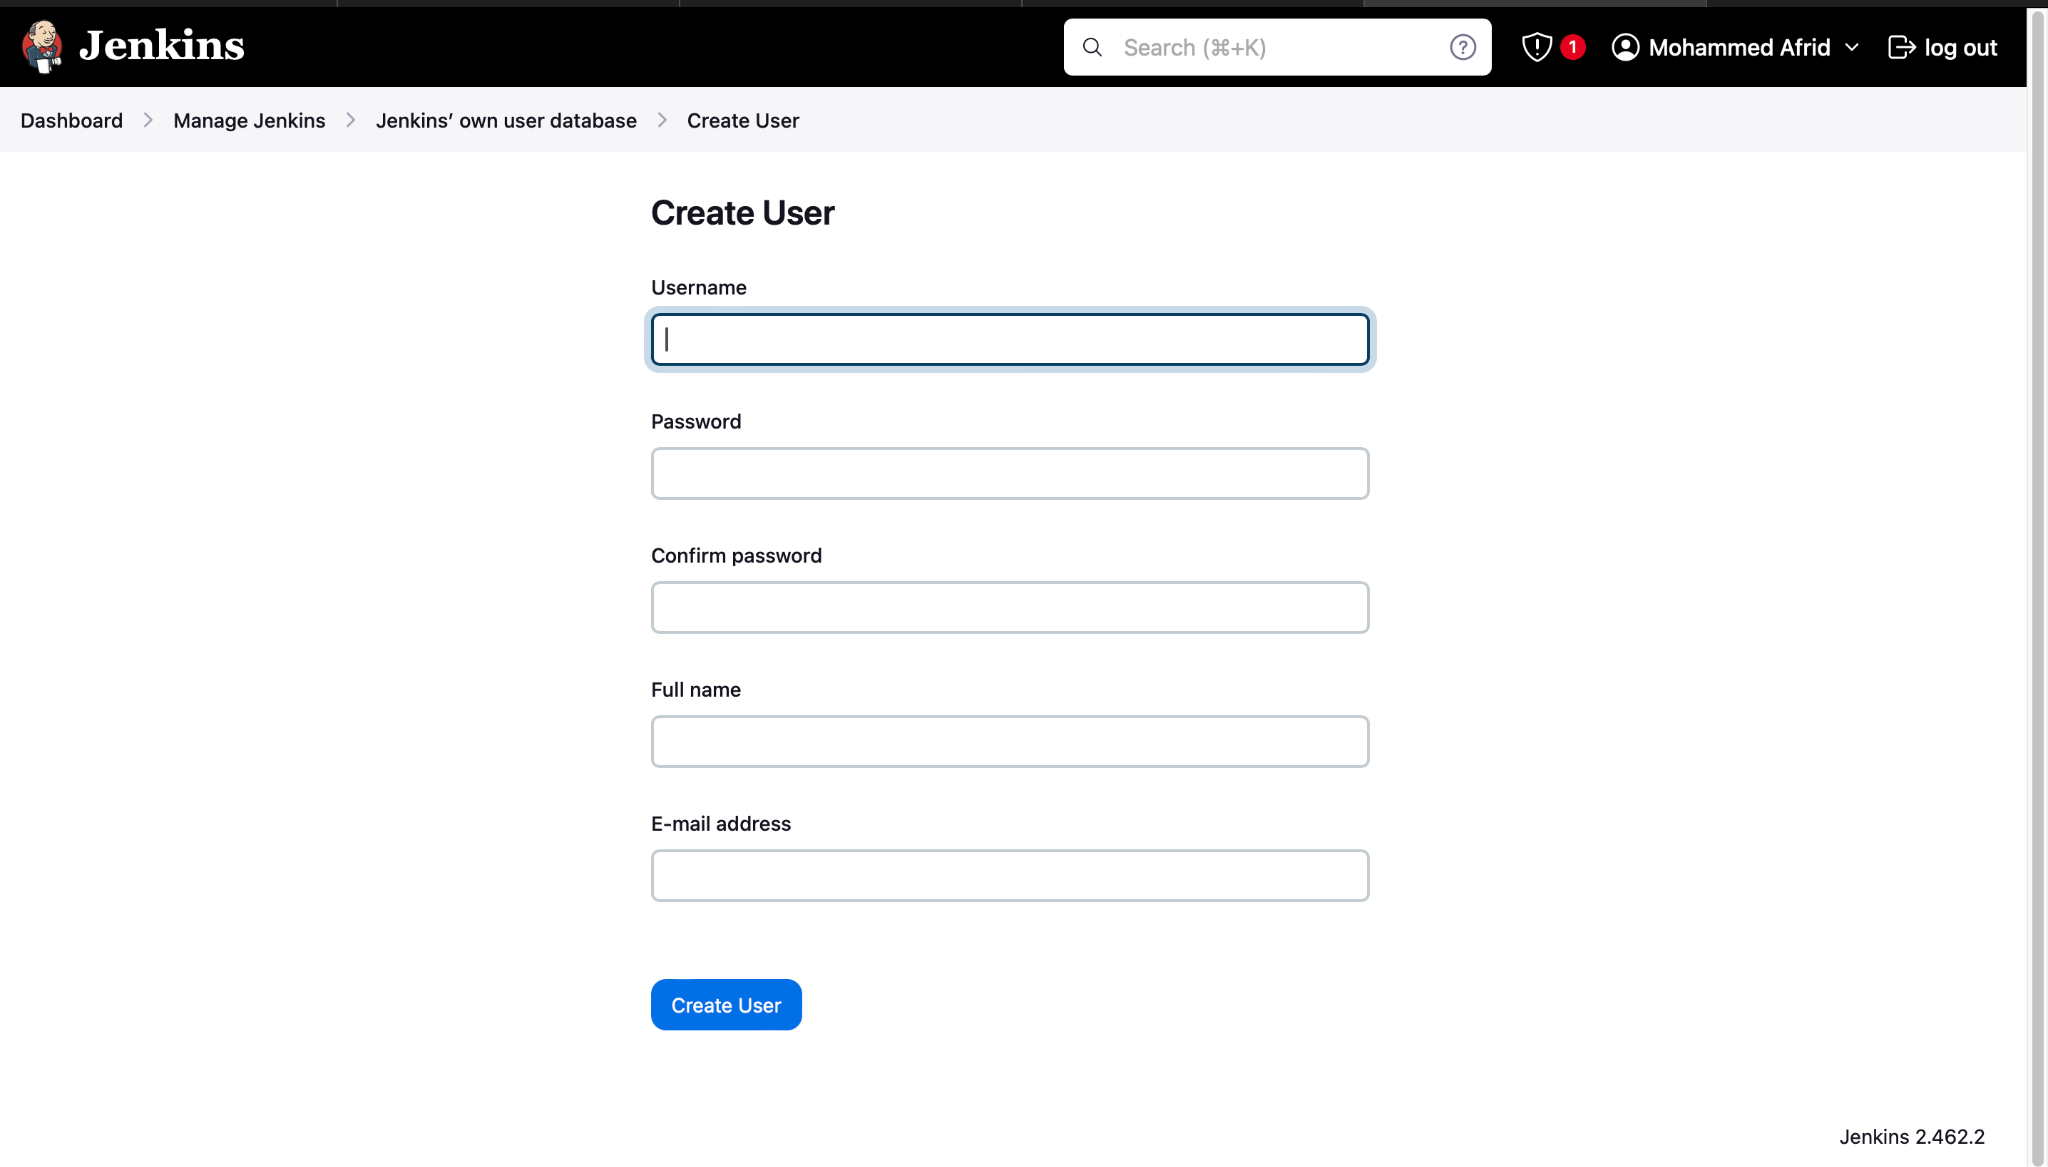 Jenkins
Search (⌘+K)
1
Mohammed Afrid
log out
Dashboard
Manage Jenkins
Jenkins’ own user database
Create User
Create User
Username
Password
Confirm password
Full name
E-mail address
Create User
Jenkins 2.462.2